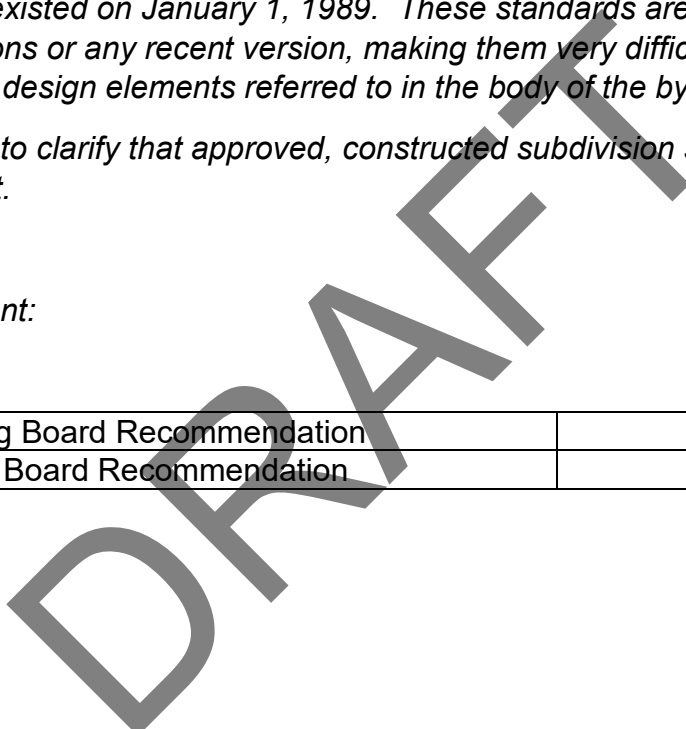 existed on January 1, 1989. These standards are
ons or any recent version, making them very diffic
design elements referred to in the body of the by
to clarify that approved, constructed subdivision s
t.
nt:
g Board Recommendation
Board Recommendation
DRAFT